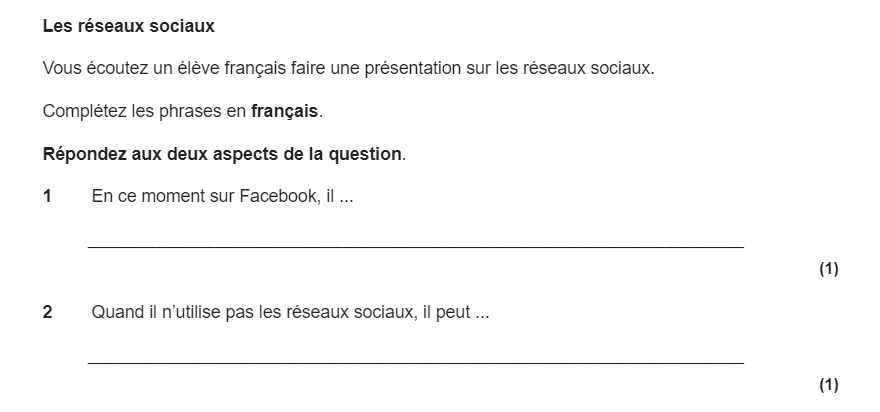 Les réseaux sociaux
Vous écoutez un élève français faire une présentation sur les réseaux sociaux.
Complétez les phrases en français.
Répondez aux deux aspects de la question.
1 En ce moment sur Facebook, il ...
(1)
2 Quand il n'utilise pas les réseaux sociaux, il peut ...
(1)